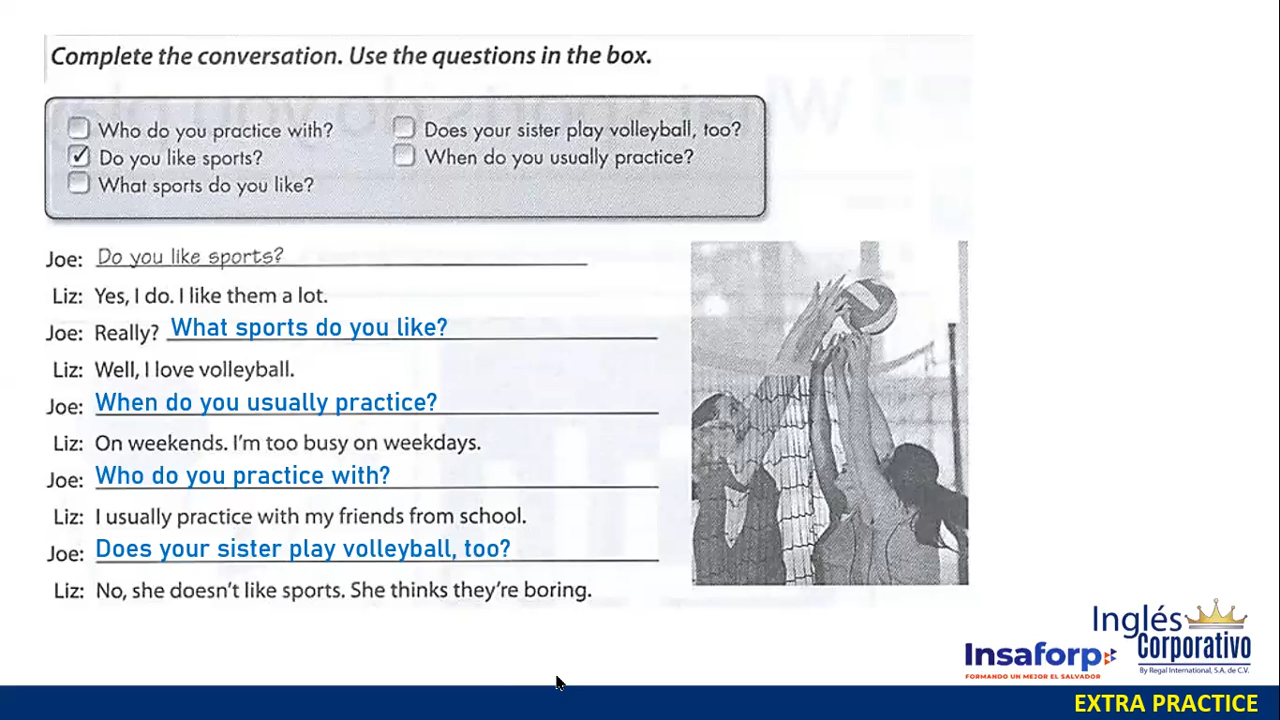 Complete the conversation. Use the questions in the box.
Who do you practice with?
Do you like sports?
What sports do you like?
Does your sister play volleyball, too?
When do you usually practice?
Joe: Do you like sports?
Liz: Yes, I do. I like them a lot.
Joe: Really? What sports do you like?
Liz: Well, I love volleyball.
Joe: When do you usually practice?
Liz: On weekends. I'm too busy on weekdays.
Joe: Who do you practice with?
Liz: I usually practice with my friends from school.
Joe: Does your sister play volleyball, too?
Liz: No, she doesn't like sports. She thinks they're boring.
Inglés
Corporativo
By Regal International, S.A. de C.V.
Insaforp
FORMANDO UN MEJOR EL SALVADOR
EXTRA PRACTICE